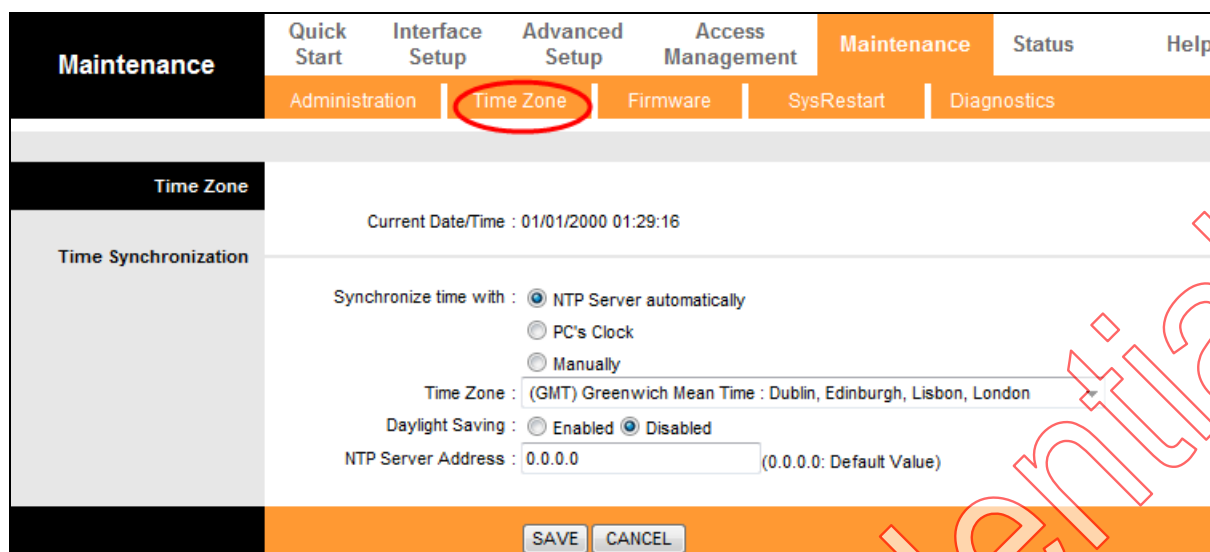 Maintenance
Quick Start
Interface Setup
Advanced Setup
Access Management
Maintenance
Status
Help
Administration
Time Zone
Firmware
SysRestart
Diagnostics
Time Zone
Current Date/Time : 01/01/2000 01:29:16
Time Synchronization
Synchronize time with : NTP Server automatically
PC's Clock
Manually
Time Zone : (GMT) Greenwich Mean Time : Dublin, Edinburgh, Lisbon, London
Daylight Saving : Enabled Disabled
NTP Server Address : 0.0.0.0 (0.0.0.0: Default Value)
SAVE CANCEL